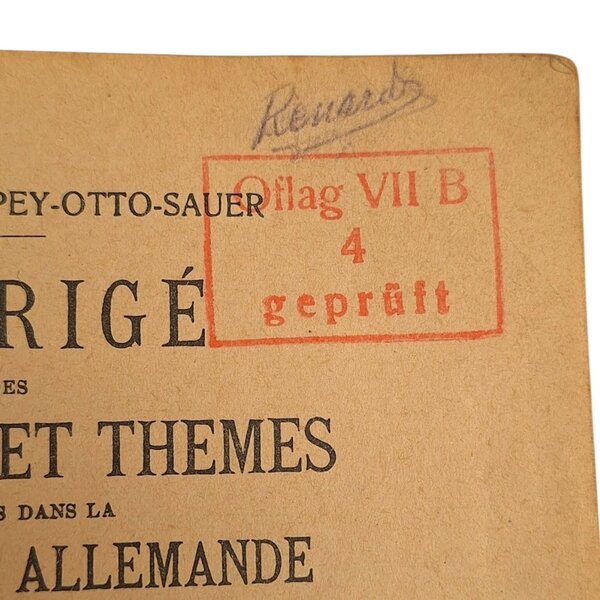 Renard
PEY-OTTO-SAUER
Oflag VII B
4
geprüft
RIGÉ
ES
ET THEMES
S DANS LA
ALLEMANDE